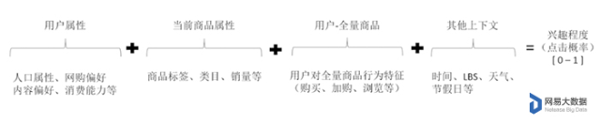 用户属性
当前商品属性
用户-全量商品
其他上下文
兴趣程度
（点击概率）
[0-1]
+
+
+
=
人口属性、网购偏好
内容偏好、消费能力等
商品标签、类目、销量等
用户对全量商品行为特征
（购买、加购、浏览等）
时间、LBS、天气、
节假日等
网易大数据
Netease Big Data